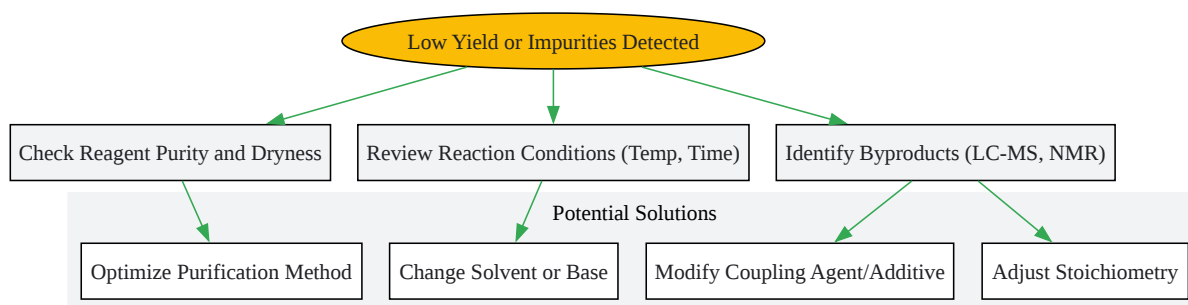 Low Yield or Impurities Detected
Check Reagent Purity and Dryness
Review Reaction Conditions (Temp, Time)
Identify Byproducts (LC-MS, NMR)
Potential Solutions
Optimize Purification Method
Change Solvent or Base
Modify Coupling Agent/Additive
Adjust Stoichiometry